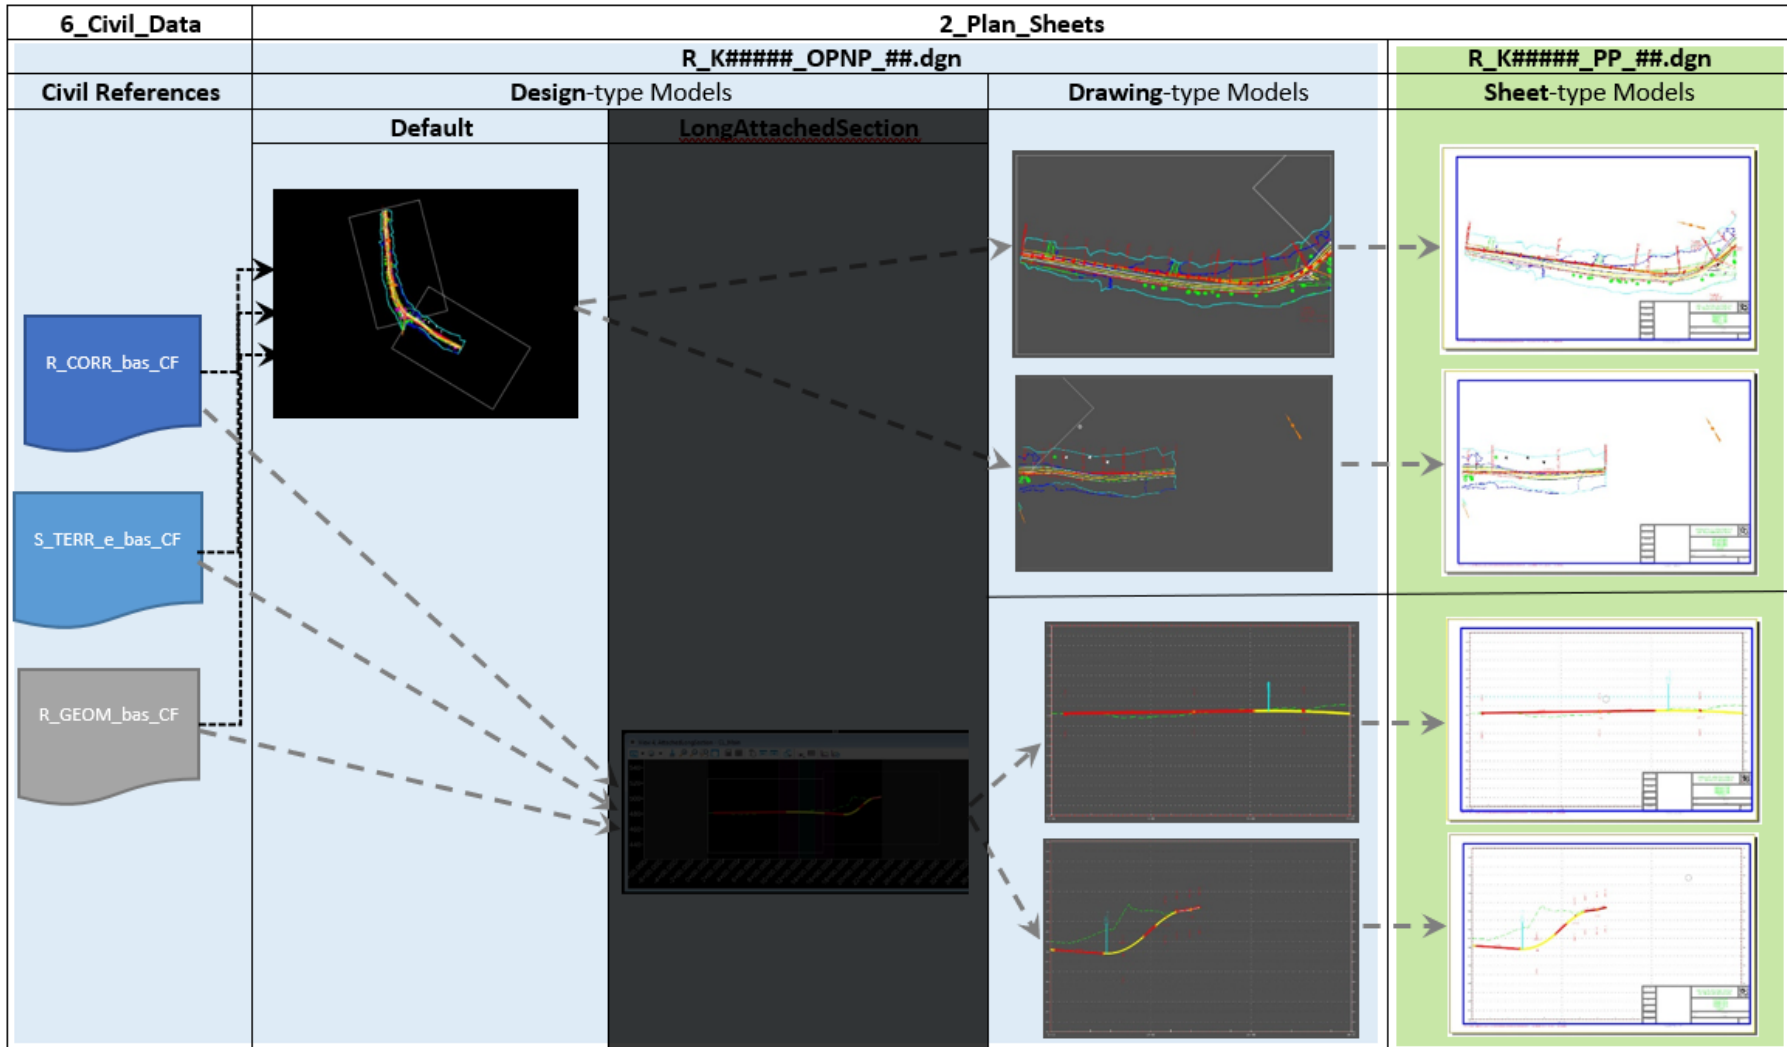 6_Civil_Data
2_Plan_Sheets
R_K#####_OPNP_##.dgn
R_K#####_PP_##.dgn
Civil References
Design-type Models
Drawing-type Models
Sheet-type Models
Default
LongAttachedSection
R_CORR_bas_CF
S_TERR_e_bas_CF
R_GEOM_bas_CF